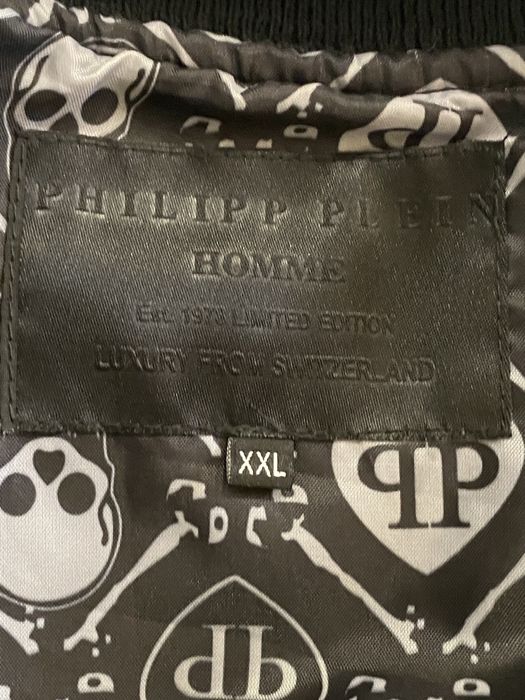 PHILIPP PLEIN
HOMME
Est. 1978 LIMITED EDITION
LUXURY FROM SWITZERLAND
XXL